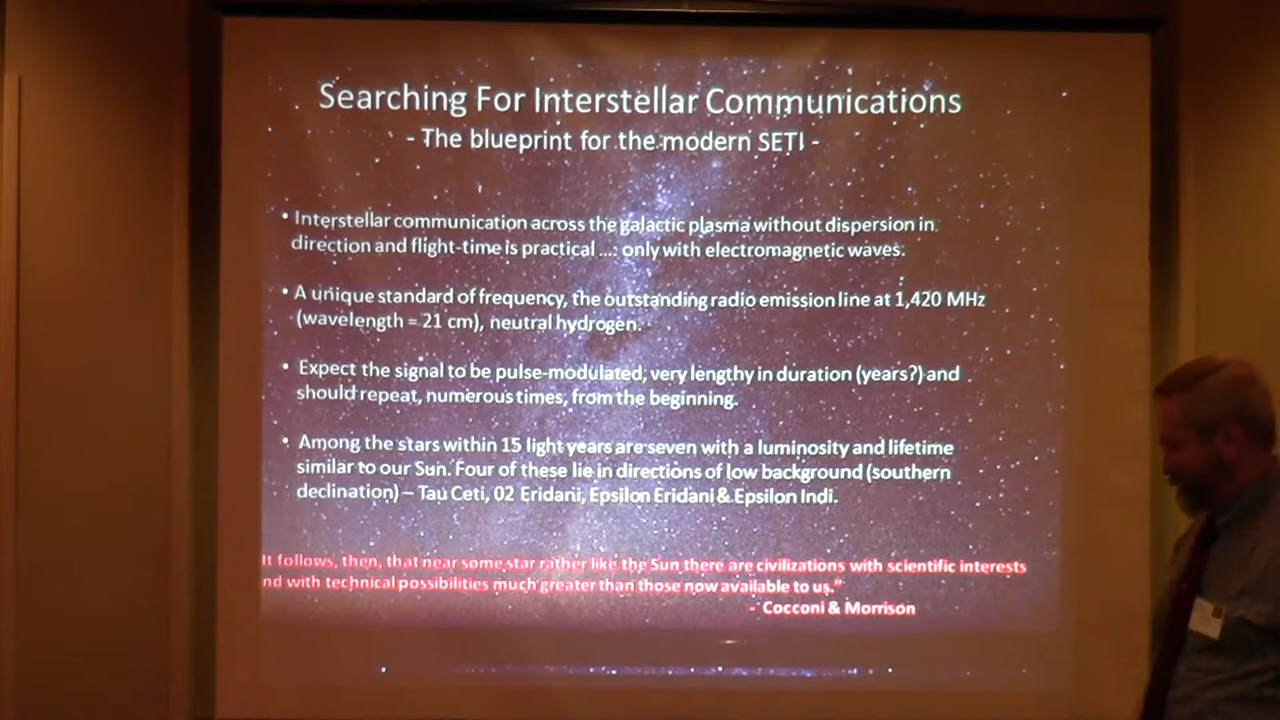 Searching For Interstellar Communications
- The blueprint for the modern SETI -
• Interstellar communication across the galactic plasma without dispersion in
direction and flight-time is practical ....: only with electromagnetic waves.
• A unique standard of frequency, the outstanding radio emission line at 1,420 MHz
(wavelength = 21 cm), neutral hydrogen.
• Expect the signal to be pulse-modulated, very lengthy in duration (years?) and
should repeat, numerous times, from the beginning.
• Among the stars within 15 light years are seven with a luminosity and lifetime
similar to our Sun. Four of these lie in directions of low background (southern
declination) – Tau Ceti, 02 Eridani, Epsilon Eridani & Epsilon Indi.
It follows, then, that near some star rather like the Sun there are civilizations with scientific interests
nd with technical possibilities much greater than those now available to us."
- Cocconi & Morrison